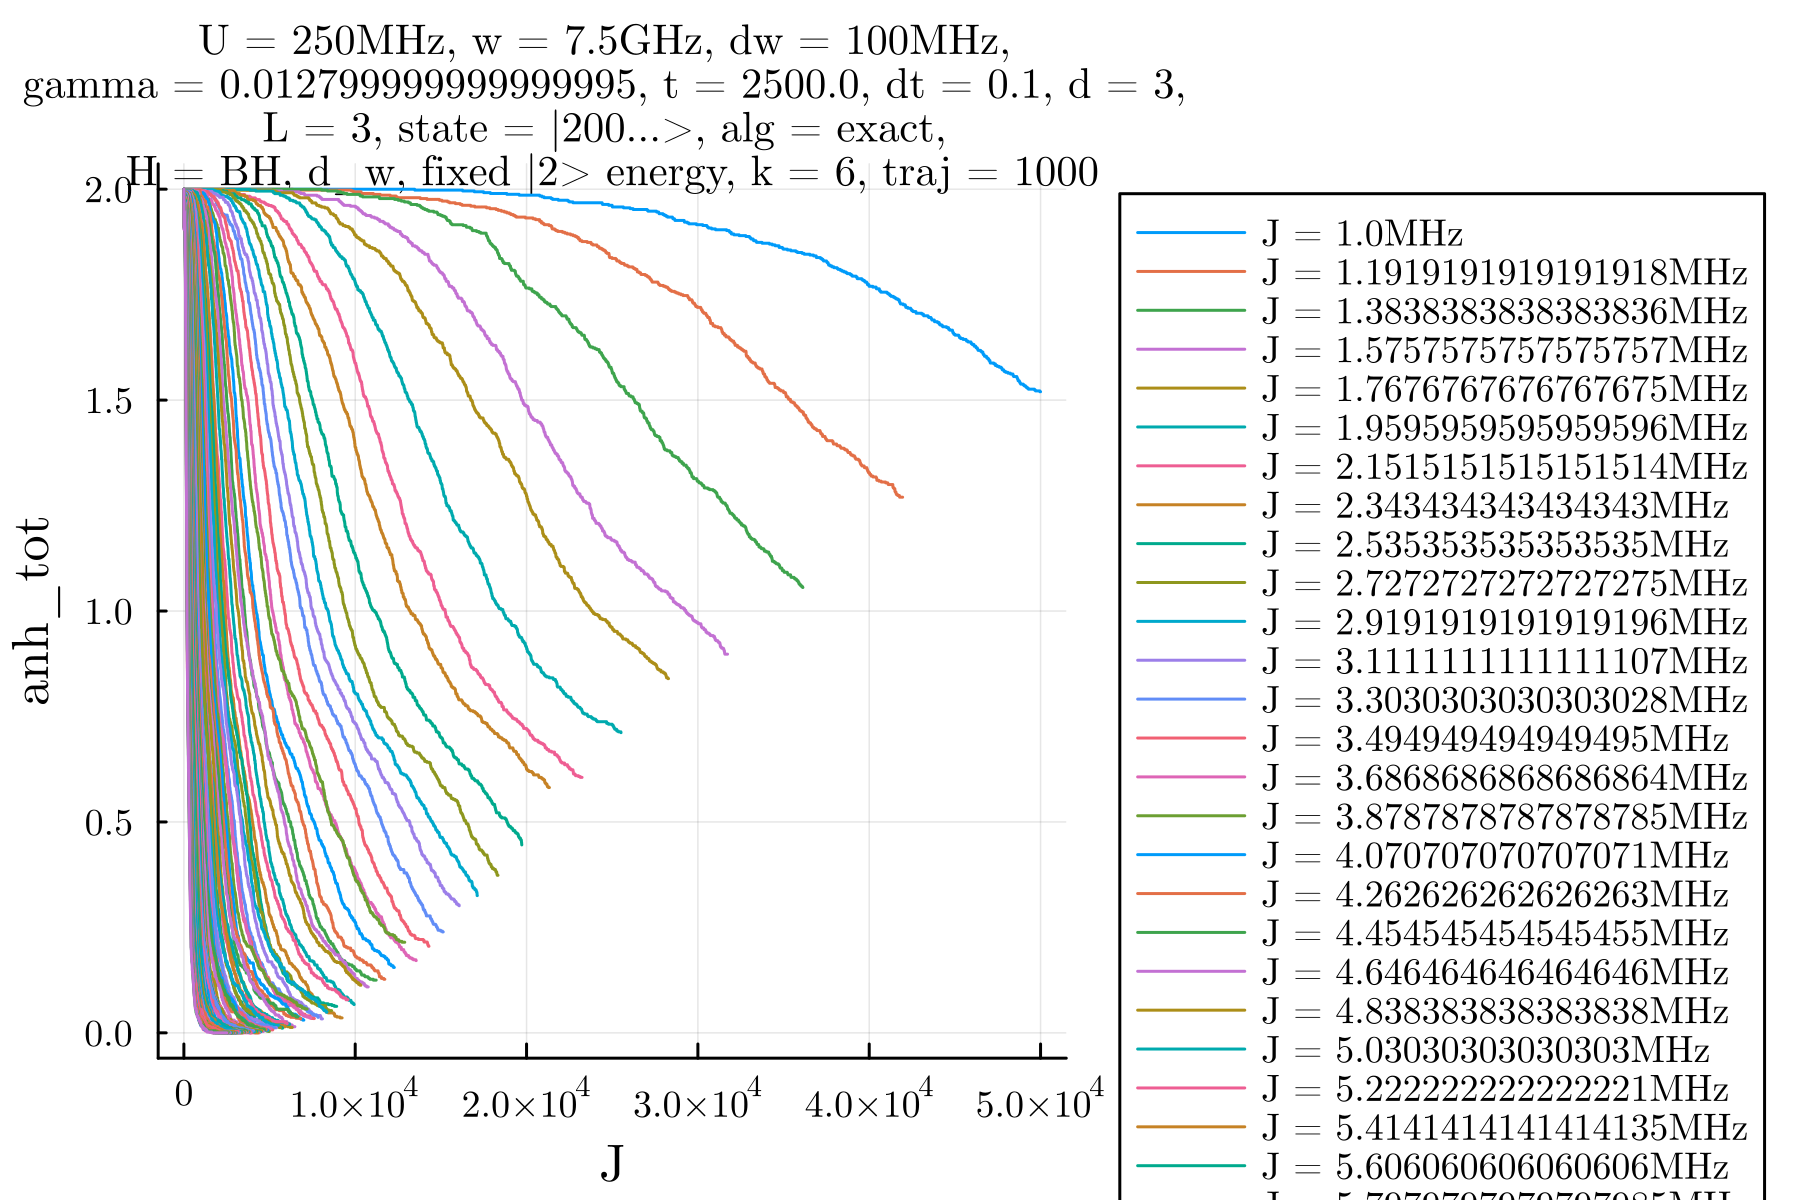 U = 250MHz, w = 7.5GHz, dw = 100MHz,
gamma = 0.012799999999999995, t = 2500.0, dt = 0.1, d = 3,
L = 3, state = |200...>, alg = exact,
H = BH, d_w, fixed |2> energy, k = 6, traj = 1000
2.0
1.5
1.0
0.5
0.0
anh_tot
0
1.0×10⁴
2.0×10⁴
3.0×10⁴
4.0×10⁴
5.0×10⁴
J
J = 1.0MHz
J = 1.1919191919191918MHz
J = 1.3838383838383836MHz
J = 1.5757575757575757MHz
J = 1.7676767676767675MHz
J = 1.9595959595959596MHz
J = 2.1515151515151514MHz
J = 2.343434343434343MHz
J = 2.535353535353535MHz
J = 2.7272727272727275MHz
J = 2.9191919191919196MHz
J = 3.1111111111111107MHz
J = 3.3030303030303028MHz
J = 3.494949494949495MHz
J = 3.6868686868686864MHz
J = 3.8787878787878785MHz
J = 4.070707070707071MHz
J = 4.262626262626263MHz
J = 4.454545454545455MHz
J = 4.646464646464646MHz
J = 4.838383838383838MHz
J = 5.03030303030303MHz
J = 5.222222222222221MHz
J = 5.4141414141414135MHz
J = 5.606060606060606MHz